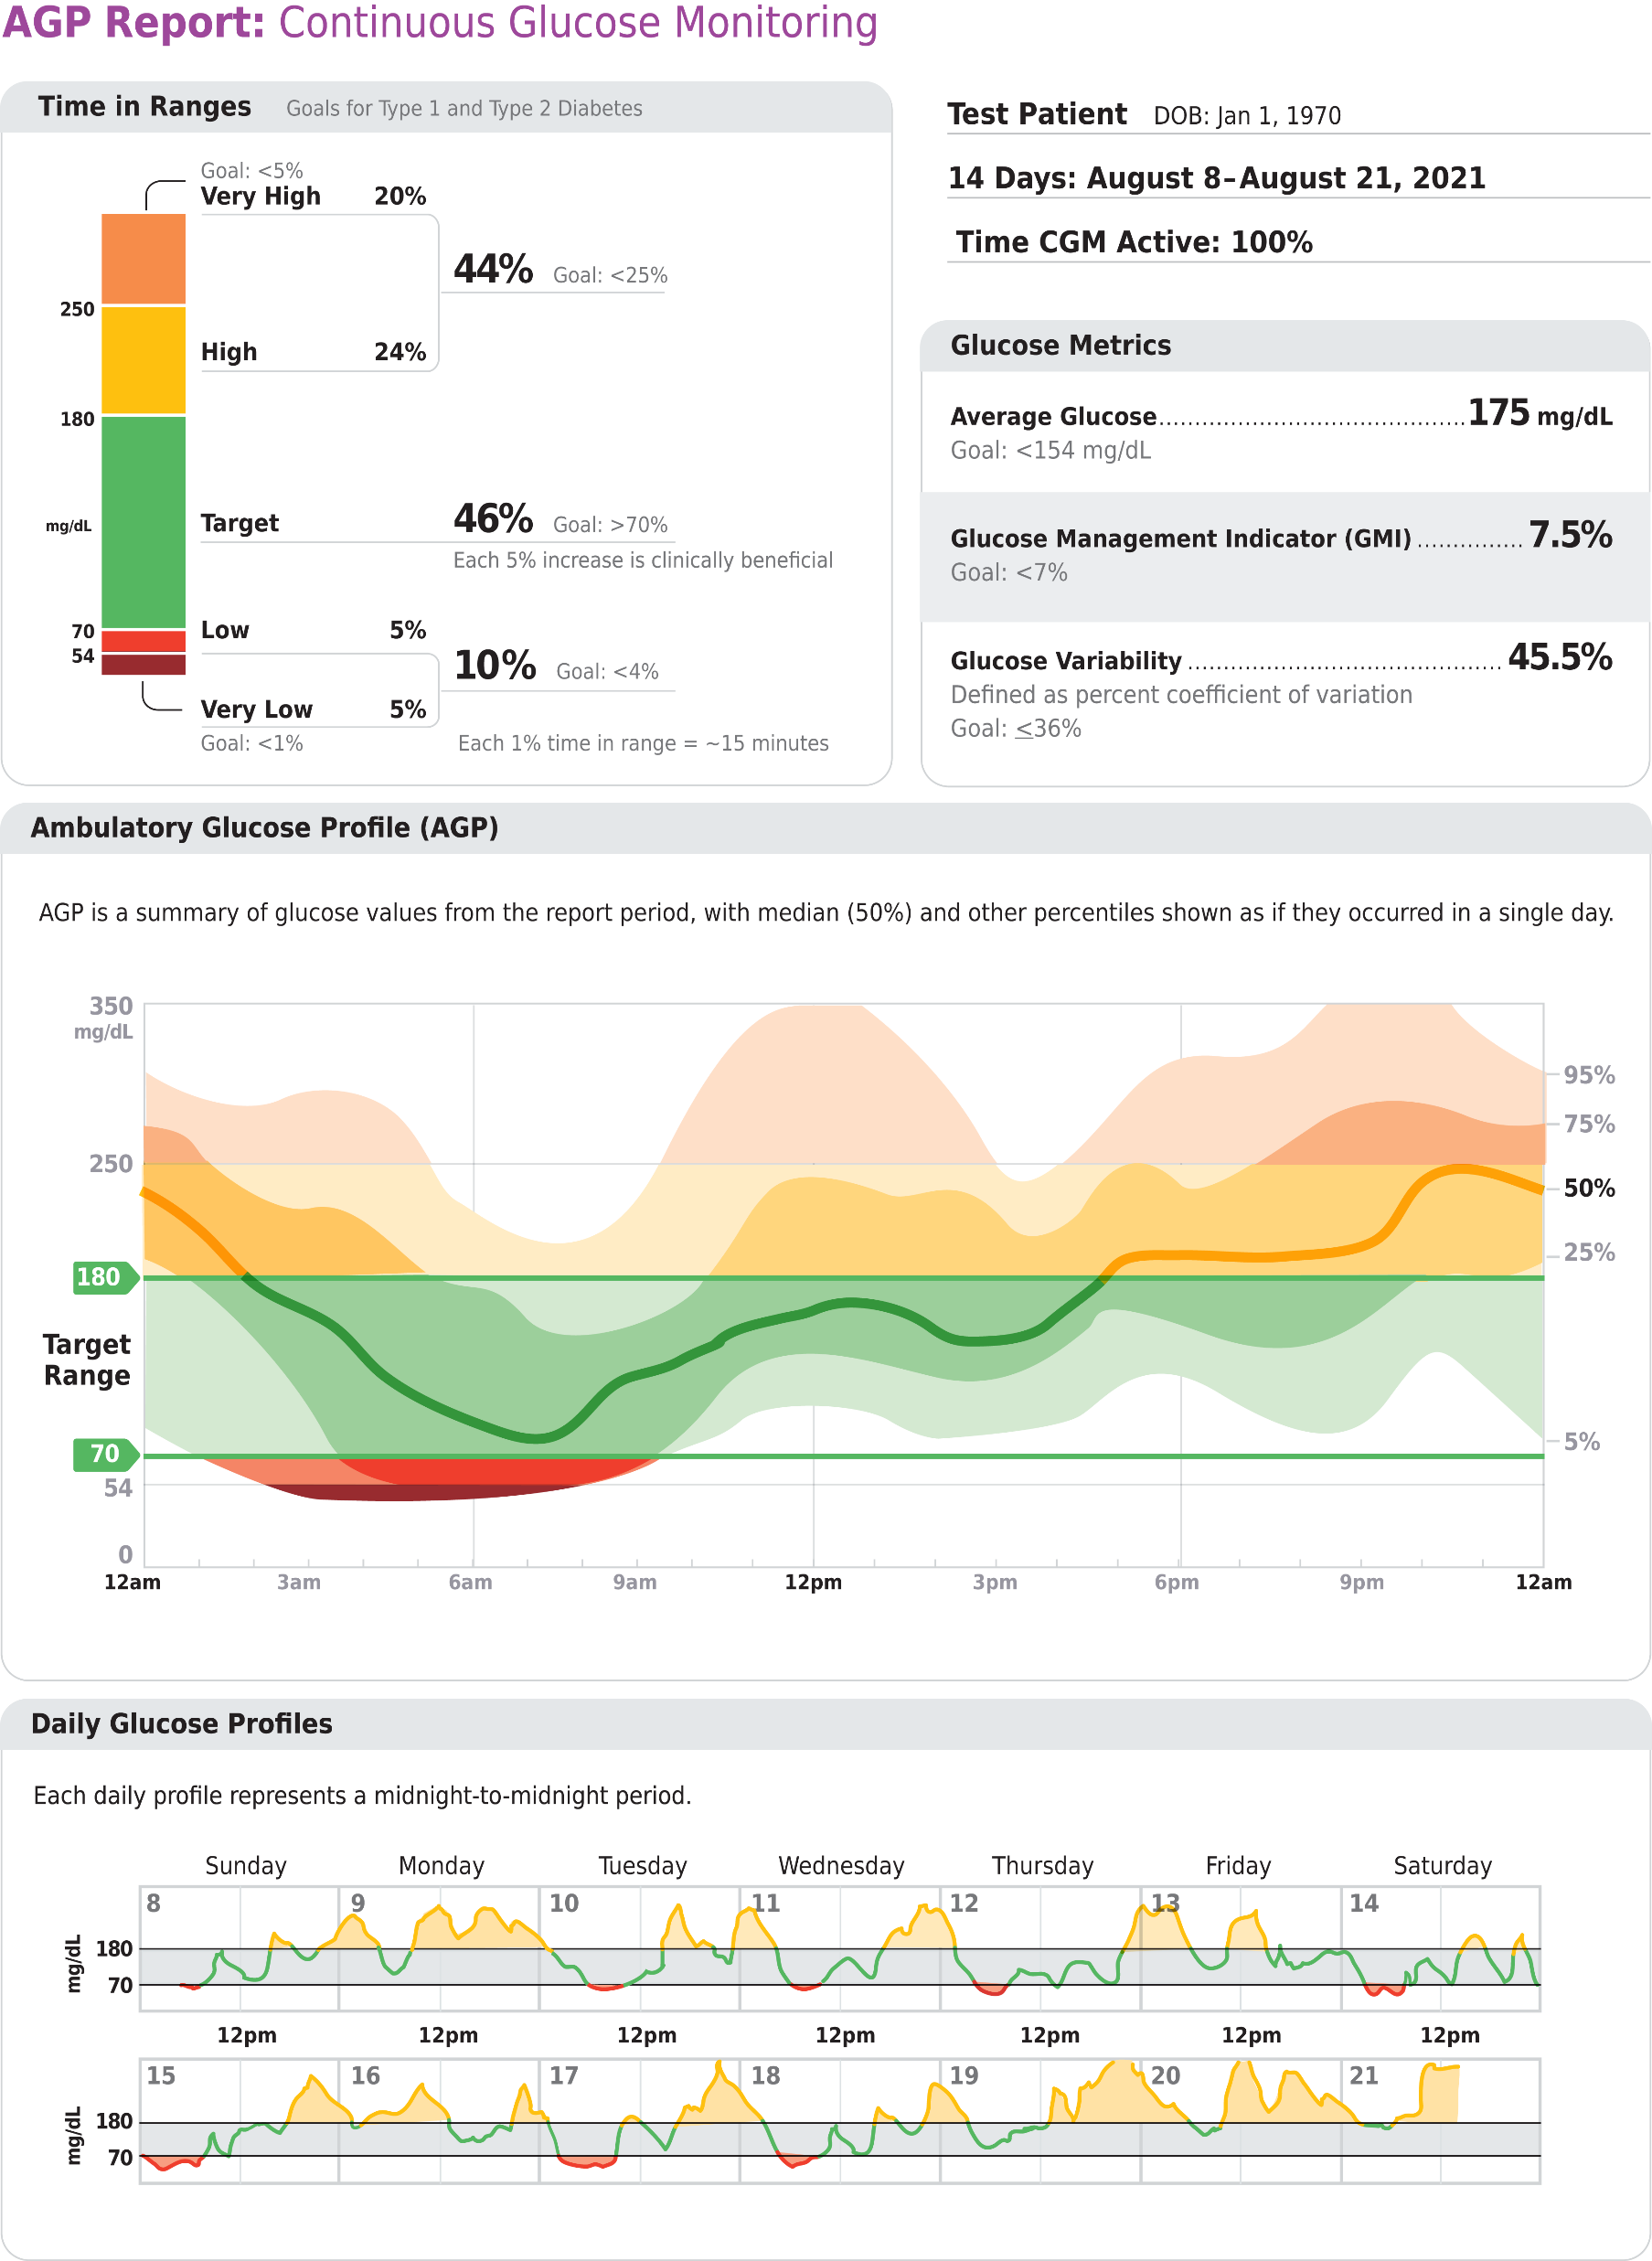 AGP Report: Continuous Glucose Monitoring
Time in Ranges Goals for Type 1 and Type 2 Diabetes
Goal: <5%
Very High 20%
44% Goal: <25%
250
High 24%
180
mg/dL
Target 46% Goal: >70%
Each 5% increase is clinically beneficial
70
Low 5%
54
10% Goal: <4%
Very Low 5%
Goal: <1%
Each 1% time in range = ~15 minutes
Test Patient DOB: Jan 1, 1970
14 Days: August 8–August 21, 2021
Time CGM Active: 100%
Glucose Metrics
Average Glucose 175 mg/dL
Goal: <154 mg/dL
Glucose Management Indicator (GMI) 7.5%
Goal: <7%
Glucose Variability 45.5%
Defined as percent coefficient of variation
Goal: ≤36%
Ambulatory Glucose Profile (AGP)
AGP is a summary of glucose values from the report period, with median (50%) and other percentiles shown as if they occurred in a single day.
350
mg/dL
95%
75%
250
50%
25%
180
Target
Range
5%
70
54
0
12am 3am 6am 9am 12pm 3pm 6pm 9pm 12am
Daily Glucose Profiles
Each daily profile represents a midnight-to-midnight period.
Sunday Monday Tuesday Wednesday Thursday Friday Saturday
8 9 10 11 12 13 14
mg/dL
180
70
12pm 12pm 12pm 12pm 12pm 12pm 12pm
15 16 17 18 19 20 21
mg/dL
180
70